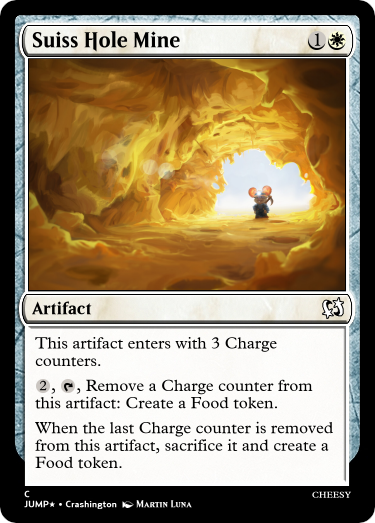 Suiss Hole Mine 1
Artifact
This artifact enters with 3 Charge
counters.
2, , Remove a Charge counter from
this artifact: Create a Food token.
When the last Charge counter is removed
from this artifact, sacrifice it and create a
Food token.
C CHEESY
JUMP★ • Crashington Martin Luna